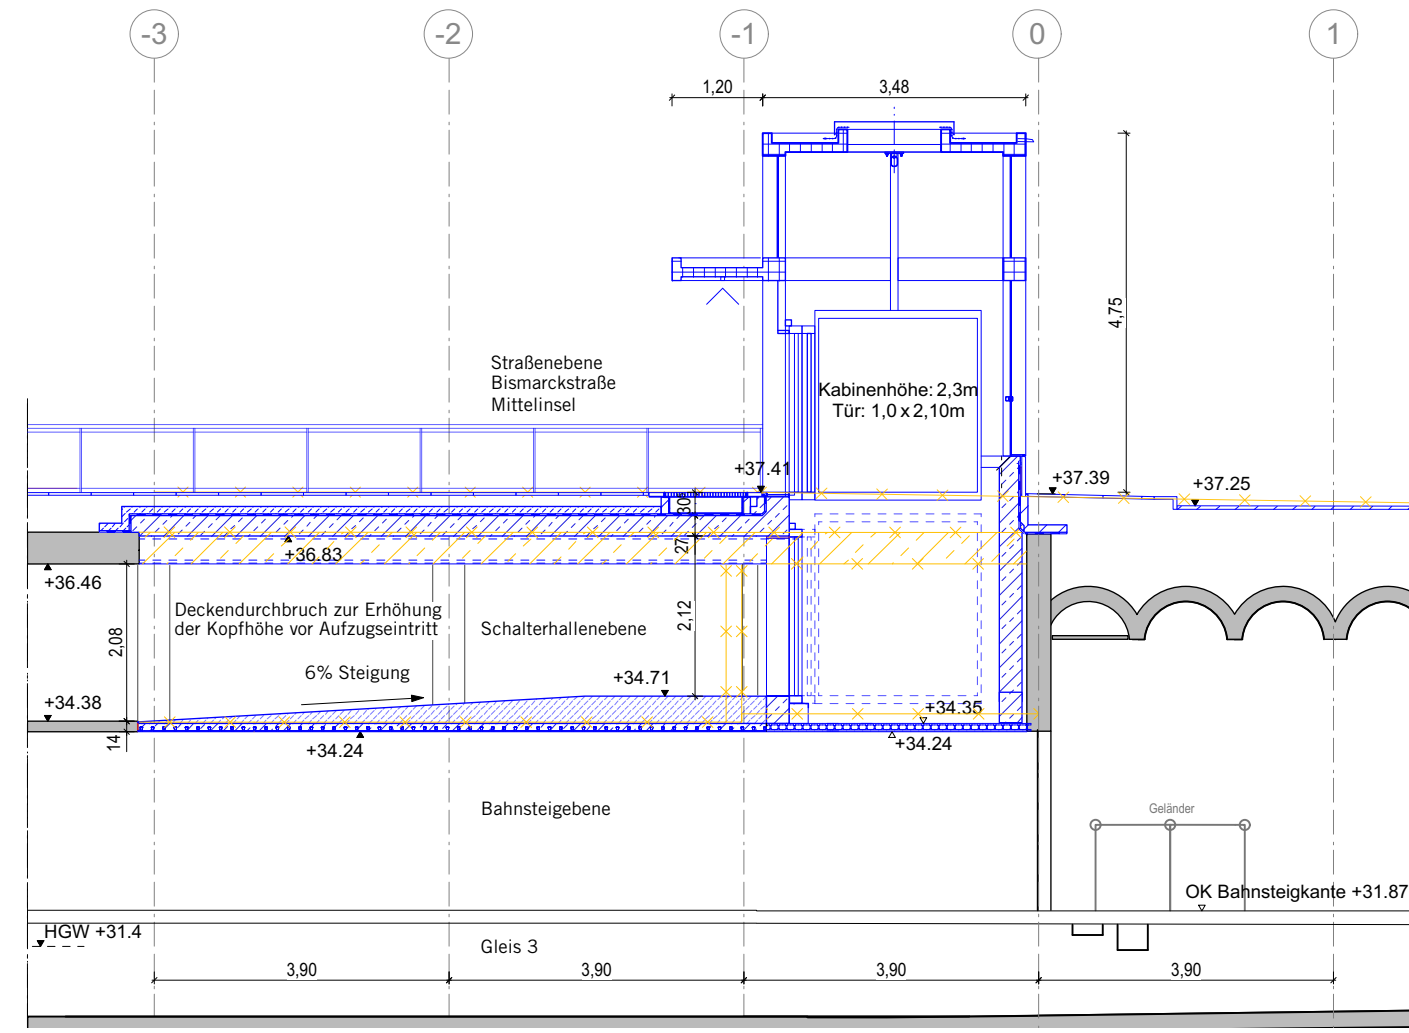 -3
-2
-1
0
1
1,20
3,48
4,75
Straßenebene
Bismarckstraße
Mittelinsel
Kabinenhöhe: 2,3m
Tür: 1,0 x 2,10m
+37.41
+37.39
+37.25
30
27
+36.83
+36.46
2,08
2,12
Deckendurchbruch zur Erhöhung
der Kopfhöhe vor Aufzugseintritt
Schalterhallenebene
6% Steigung
+34.71
+34.38
+34.35
14
+34.24
+34.24
Bahnsteigebene
Geländer
OK Bahnsteigkante +31.87
HGW +31.4
Gleis 3
3,90
3,90
3,90
3,90